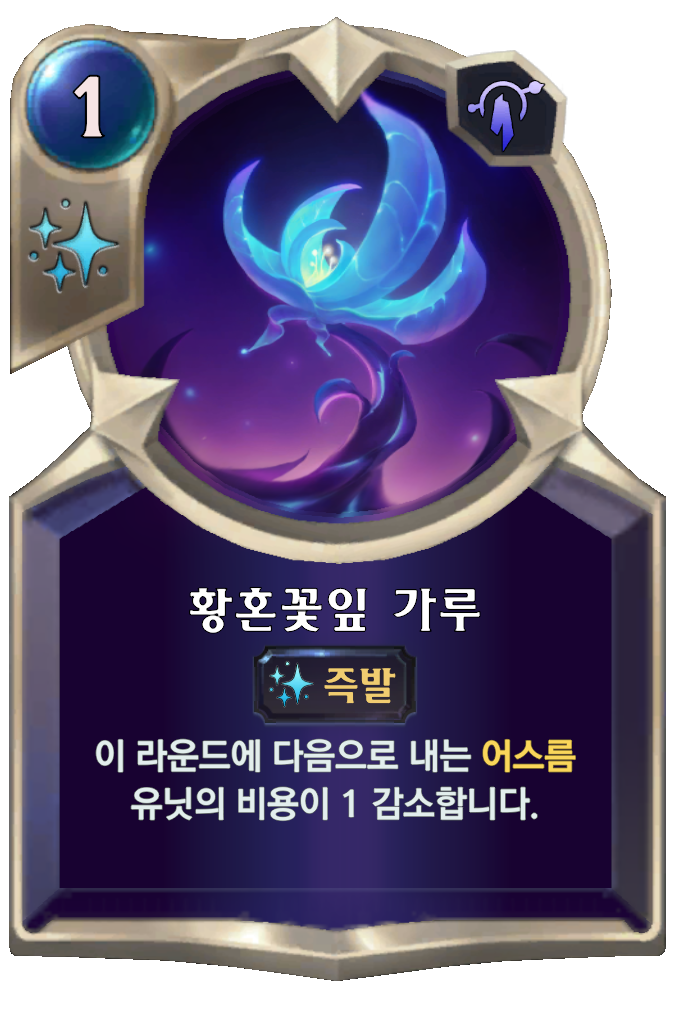 1
황혼꽃잎 가루
즉발
이 라운드에 다음으로 내는 어스름
유닛의 비용이 1 감소합니다.